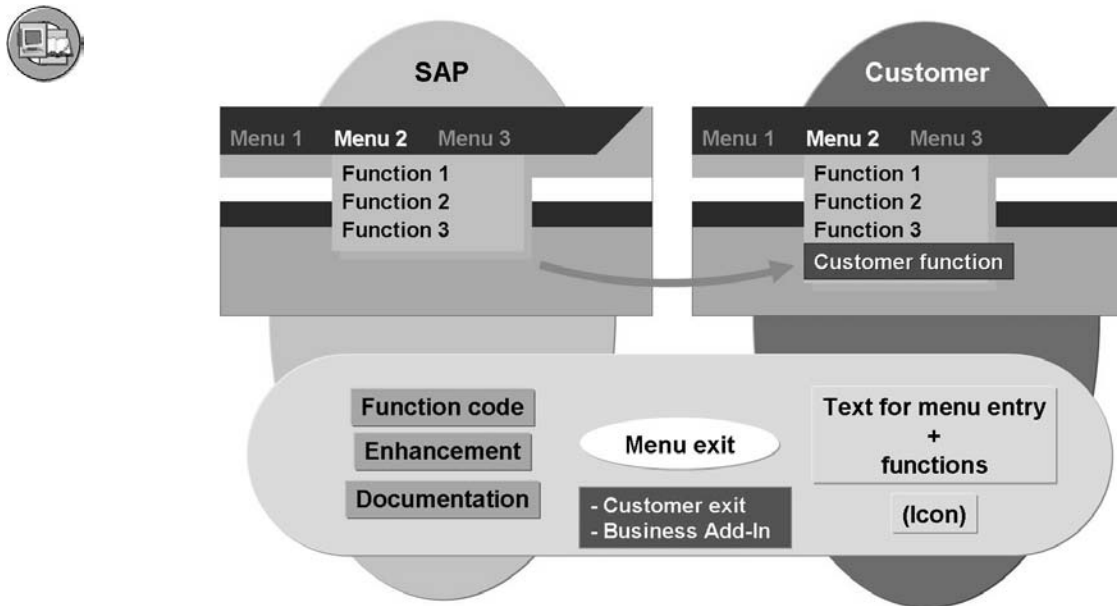 SAP
Customer
Menu 1 Menu 2 Menu 3
Function 1
Function 2
Function 3
Menu 1 Menu 2 Menu 3
Function 1
Function 2
Function 3
Customer function
Function code
Enhancement
Documentation
Menu exit
- Customer exit
- Business Add-In
Text for menu entry
+
functions
(Icon)